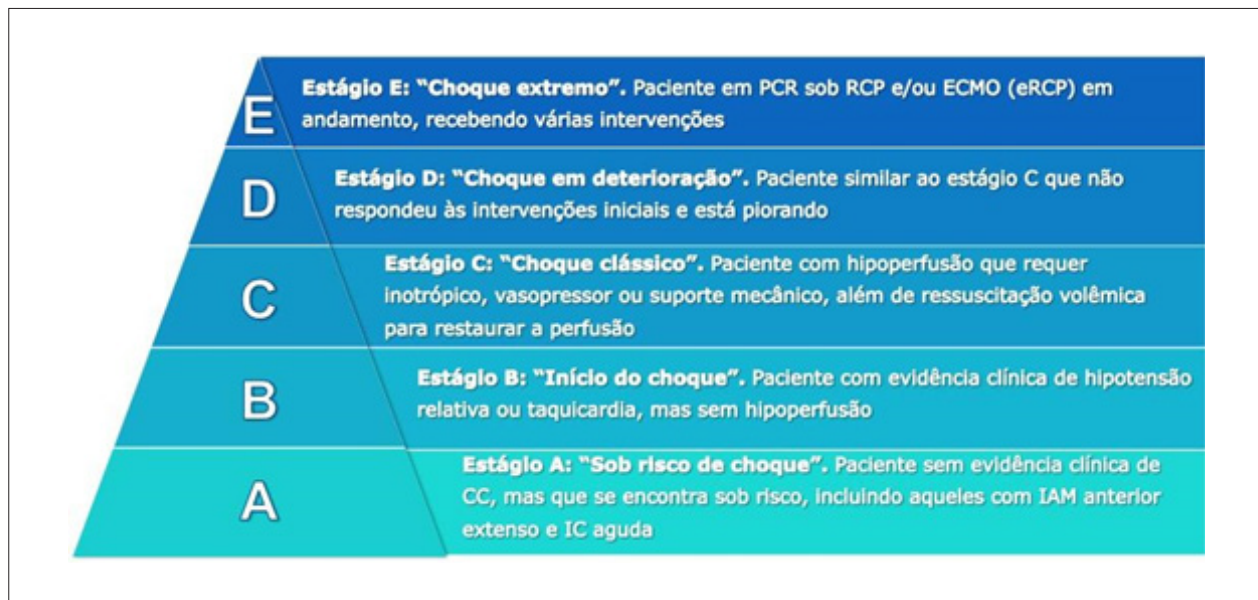 E
Estágio E: “Choque extremo”. Paciente em PCR sob RCP e/ou ECMO (eRCP) em
andamento, recebendo várias intervenções
D
Estágio D: “Choque em deterioração”. Paciente similar ao estágio C que não
respondeu às intervenções iniciais e está piorando
C
Estágio C: “Choque clássico”. Paciente com hipoperfusão que requer
inotrópico, vasopressor ou suporte mecânico, além de ressuscitação volêmica
para restaurar a perfusão
B
Estágio B: “Início do choque”. Paciente com evidência clínica de hipotensão
relativa ou taquicardia, mas sem hipoperfusão
A
Estágio A: “Sob risco de choque”. Paciente sem evidência clínica de
CC, mas que se encontra sob risco, incluindo aqueles com IAM anterior
extenso e IC aguda